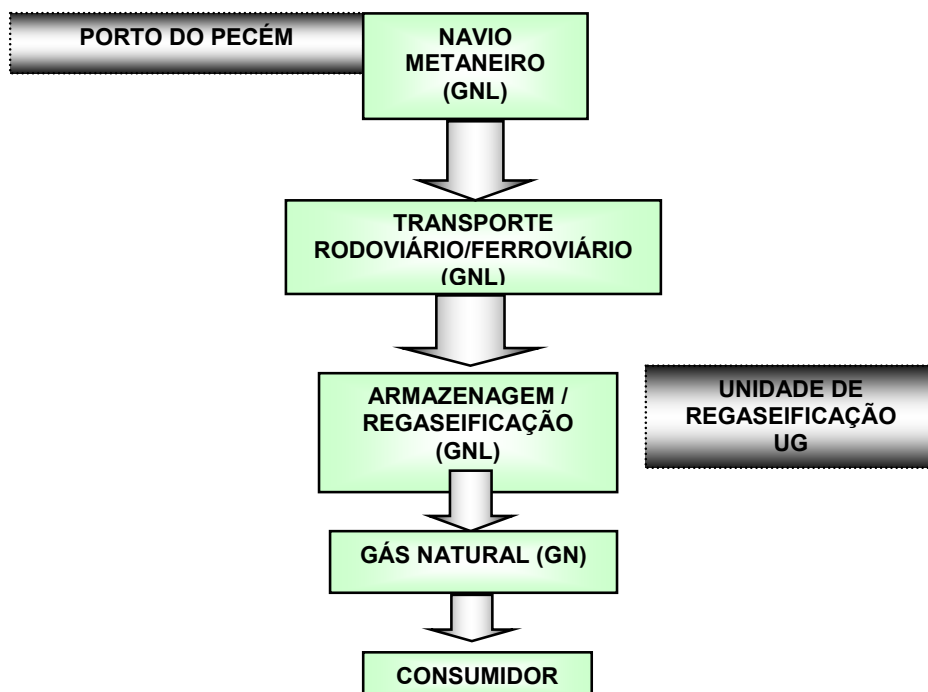 PORTO DO PECÉM
NAVIO
METANEIRO
(GNL)
TRANSPORTE
RODOVIÁRIO/FERROVIÁRIO
(GNL)
ARMAZENAGEM /
REGASEIFICAÇÃO
(GNL)
UNIDADE DE
REGASEIFICAÇÃO
UG
GÁS NATURAL (GN)
CONSUMIDOR